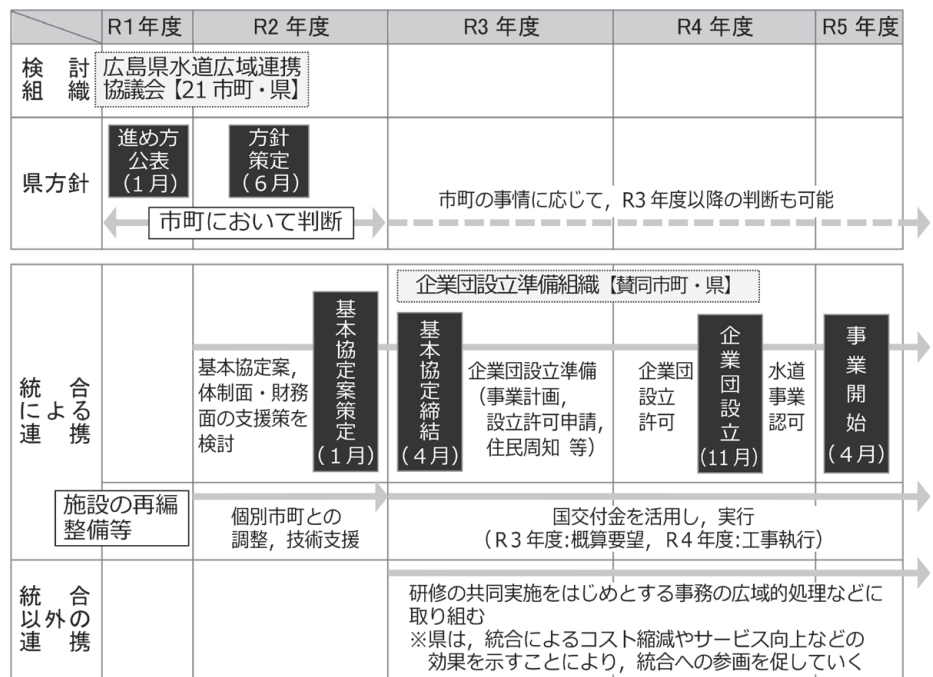 R1年度 R2 年度 R3 年度 R4 年度 R5 年度
検討
組織
広島県水道広域連携
協議会【21 市町・県】
県方針
進め方
公表
(1月)
方針
策定
(6月)
市町において判断
市町の事情に応じて，R3 年度以降の判断も可能
統合
による
連携
企業団設立準備組織【賛同市町・県】
基本協定案，
体制面・財務
面の支援策を
検討
基本協定案策定
(1月)
基本協定締結
(4月)
企業団設立準備
（事業計画，
設立許可申請，
住民周知 等）
企業団
設立
許可
企業団設立
(11月)
水道
事業
認可
事業開始
(4月)
施設の再編
整備等
個別市町との
調整，技術支援
国交付金を活用し，実行
（R３年度:概算要望，R４年度:工事執行）
統合
以外の
連携
研修の共同実施をはじめとする事務の広域的処理などに
取り組む
※県は，統合によるコスト縮減やサービス向上などの
効果を示すことにより，統合への参画を促していく